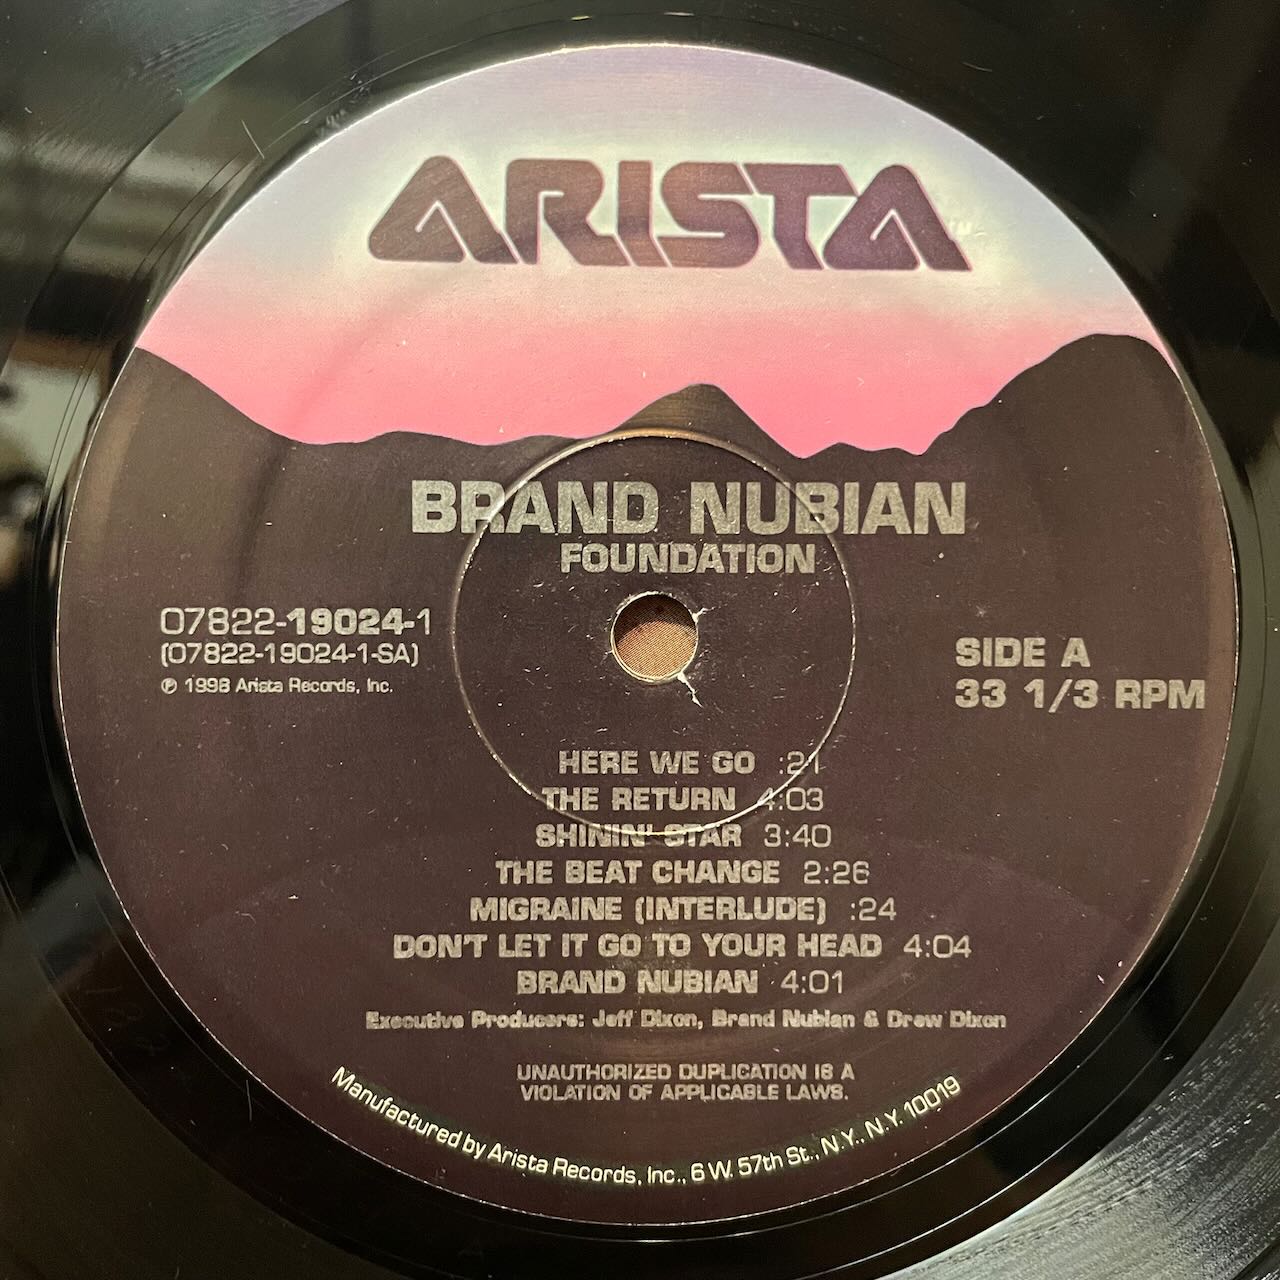 ARISTA
BRAND NUBIAN
FOUNDATION
07822-19024-1
(07822-19024-1-SA)
℗ 1998 Arista Records, Inc.
SIDE A
33 1/3 RPM
HERE WE GO :21
THE RETURN 4:03
SHININ' STAR 3:40
THE BEAT CHANGE 2:26
MIGRAINE (INTERLUDE) :24
DON'T LET IT GO TO YOUR HEAD 4:04
BRAND NUBIAN 4:01
Executive Producers: Jeff Dixon, Brand Nubian & Drew Dixon
UNAUTHORIZED DUPLICATION IS A
VIOLATION OF APPLICABLE LAWS.
Manufactured by Arista Records, Inc., 6 W. 57th St., N.Y., N.Y. 10019